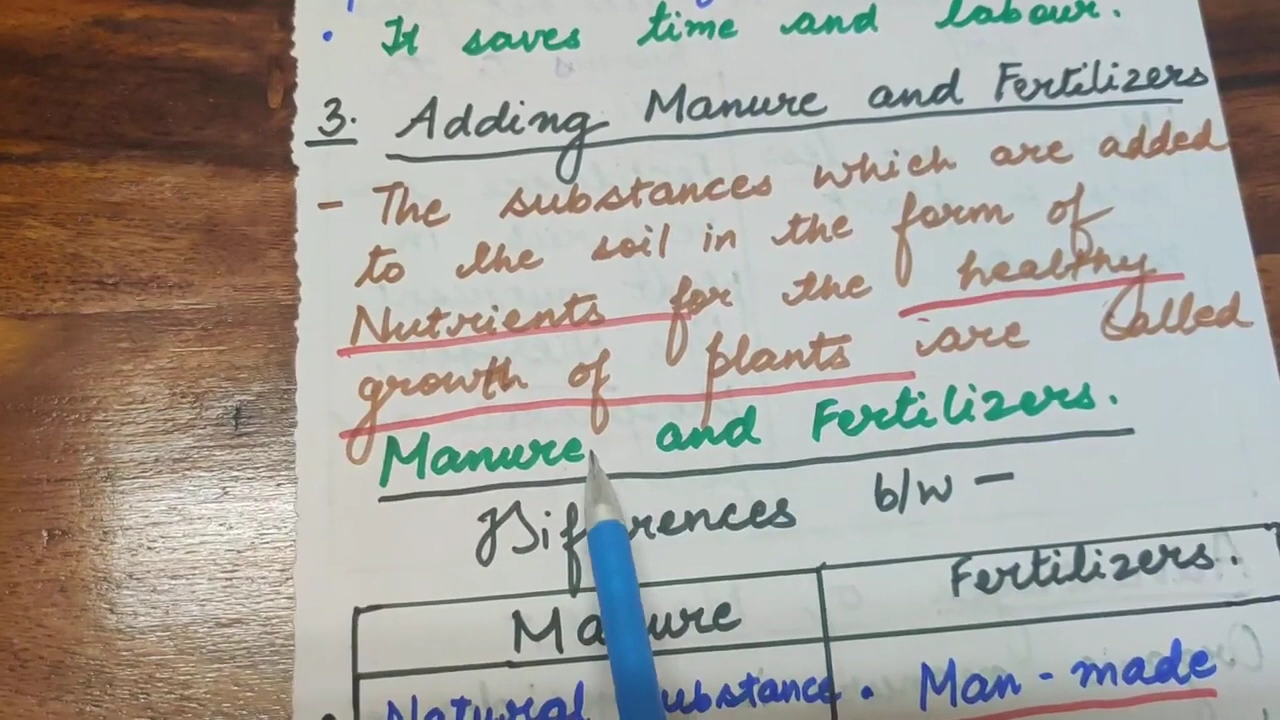 • It saves time and labour.
3. Adding Manure and Fertilizers
- The substances which are added
to the soil in the form of
Nutrients for the healthy
growth of plants are Called
Manure and Fertilizers.
Differences b/w -
Manure Fertilizers.
• Natural substance. Man-made